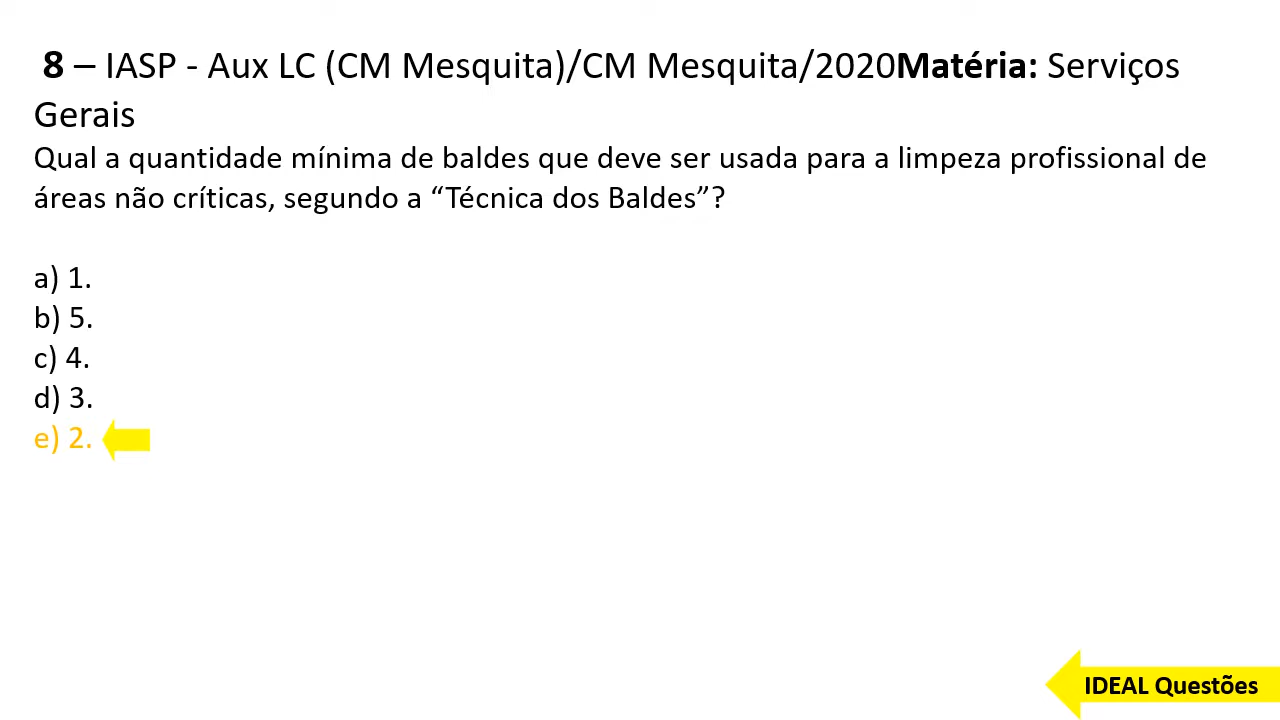 8 – IASP - Aux LC (CM Mesquita)/CM Mesquita/2020Matéria: Serviços
Gerais
Qual a quantidade mínima de baldes que deve ser usada para a limpeza profissional de
áreas não críticas, segundo a “Técnica dos Baldes”?
a) 1.
b) 5.
c) 4.
d) 3.
e) 2.
IDEAL Questões